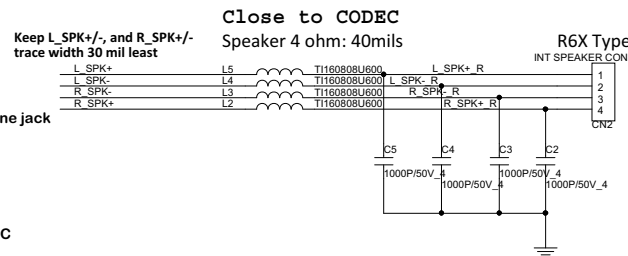 Close to CODEC
Keep L_SPK+/-, and R_SPK+/-
trace width 30 mil least
Speaker 4 ohm: 40mils
R6X Type
INT SPEAKER CON
L_SPK+ L5 TI160808U600 L_SPK+_R 1
L_SPK- L4 TI160808U600 L_SPK-_R 2
R_SPK- L3 TI160808U600 R_SPK-_R 3
R_SPK+ L2 TI160808U600 R_SPK+_R 4
CN2
ne jack
C5 C4 C3 C2
1000P/50V_4 1000P/50V_4
1000P/50V_4 1000P/50V_4
C